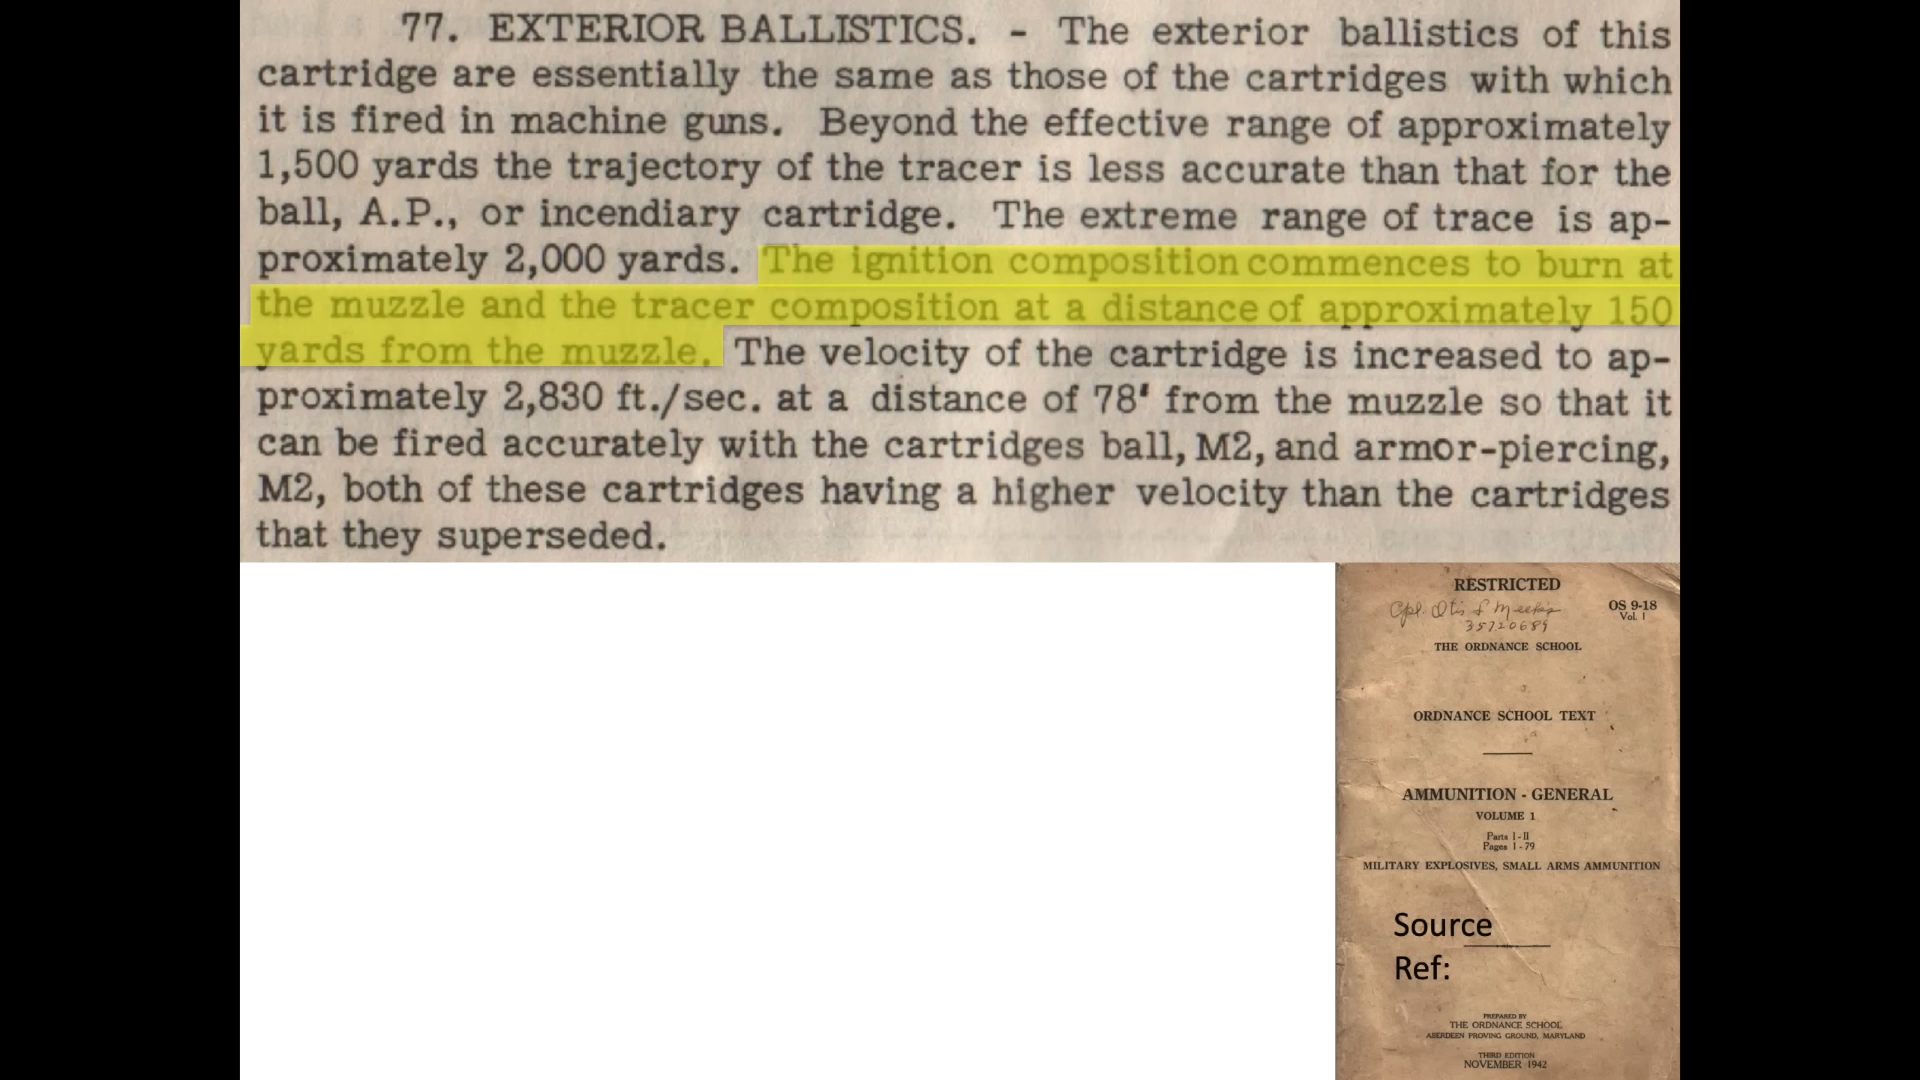 77. EXTERIOR BALLISTICS. - The exterior ballistics of this
cartridge are essentially the same as those of the cartridges with which
it is fired in machine guns. Beyond the effective range of approximately
1,500 yards the trajectory of the tracer is less accurate than that for the
ball, A.P., or incendiary cartridge. The extreme range of trace is ap-
proximately 2,000 yards. The ignition composition commences to burn at
the muzzle and the tracer composition at a distance of approximately 150
yards from the muzzle. The velocity of the cartridge is increased to ap-
proximately 2,830 ft./sec. at a distance of 78' from the muzzle so that it
can be fired accurately with the cartridges ball, M2, and armor-piercing,
M2, both of these cartridges having a higher velocity than the cartridges
that they superseded.
RESTRICTED
OS 9-18
Vol. I
Cpl. Otis L Meeks
35720689
THE ORDNANCE SCHOOL
ORDNANCE SCHOOL TEXT
AMMUNITION - GENERAL
VOLUME 1
Parts I - II
Pages 1 - 79
MILITARY EXPLOSIVES, SMALL ARMS AMMUNITION
Source
Ref:
PREPARED BY
THE ORDNANCE SCHOOL
ABERDEEN PROVING GROUND, MARYLAND
THIRD EDITION
NOVEMBER 1942